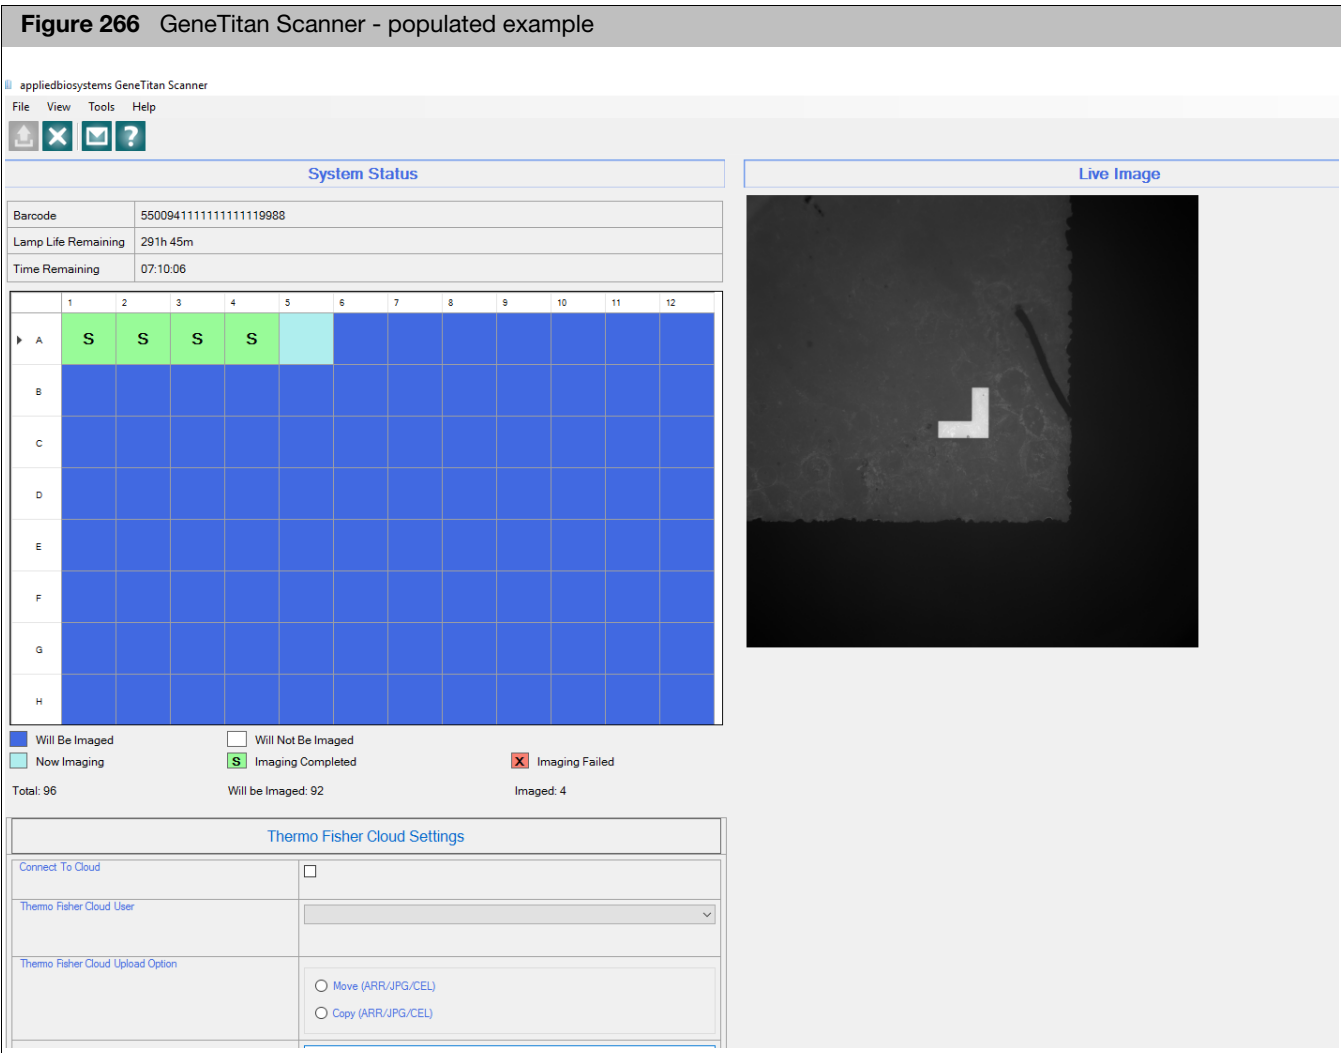 Figure 266 GeneTitan Scanner - populated example
appliedbiosystems GeneTitan Scanner
File View Tools Help
?
System Status
Live Image
Barcode 5500941111111111119988
Lamp Life Remaining 291h 45m
Time Remaining 07:10:06
1 2 3 4 5 6 7 8 9 10 11 12
A S S S S
B
C
D
E
F
G
H
Will Be Imaged Will Not Be Imaged
Now Imaging S Imaging Completed X Imaging Failed
Total: 96 Will be Imaged: 92 Imaged: 4
Thermo Fisher Cloud Settings
Connect To Cloud
Thermo Fisher Cloud User
Thermo Fisher Cloud Upload Option
Move (ARR/JPG/CEL)
Copy (ARR/JPG/CEL)